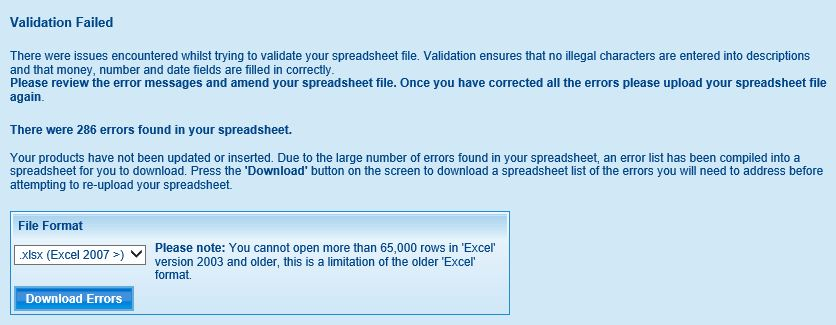 Validation Failed
There were issues encountered whilst trying to validate your spreadsheet file. Validation ensures that no illegal characters are entered into descriptions
and that money, number and date fields are filled in correctly.
Please review the error messages and amend your spreadsheet file. Once you have corrected all the errors please upload your spreadsheet file
again.
There were 286 errors found in your spreadsheet.
Your products have not been updated or inserted. Due to the large number of errors found in your spreadsheet, an error list has been compiled into a
spreadsheet for you to download. Press the 'Download' button on the screen to download a spreadsheet list of the errors you will need to address before
attempting to re-upload your spreadsheet.
File Format
.xlsx (Excel 2007 >)
Please note: You cannot open more than 65,000 rows in 'Excel'
version 2003 and older, this is a limitation of the older 'Excel'
format.
Download Errors